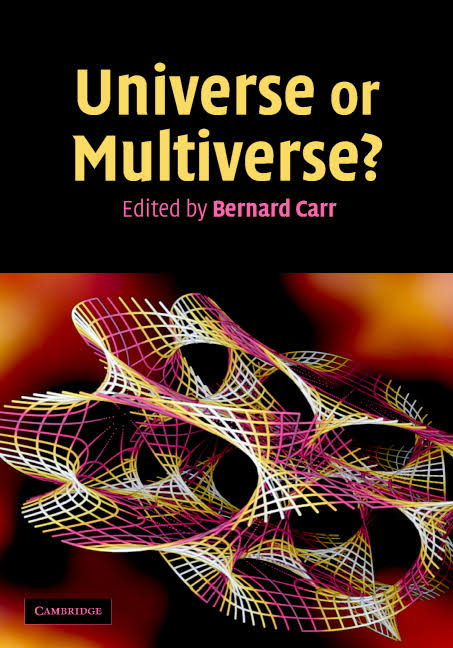 Universe or
Multiverse?
Edited by Bernard Carr
CAMBRIDGE